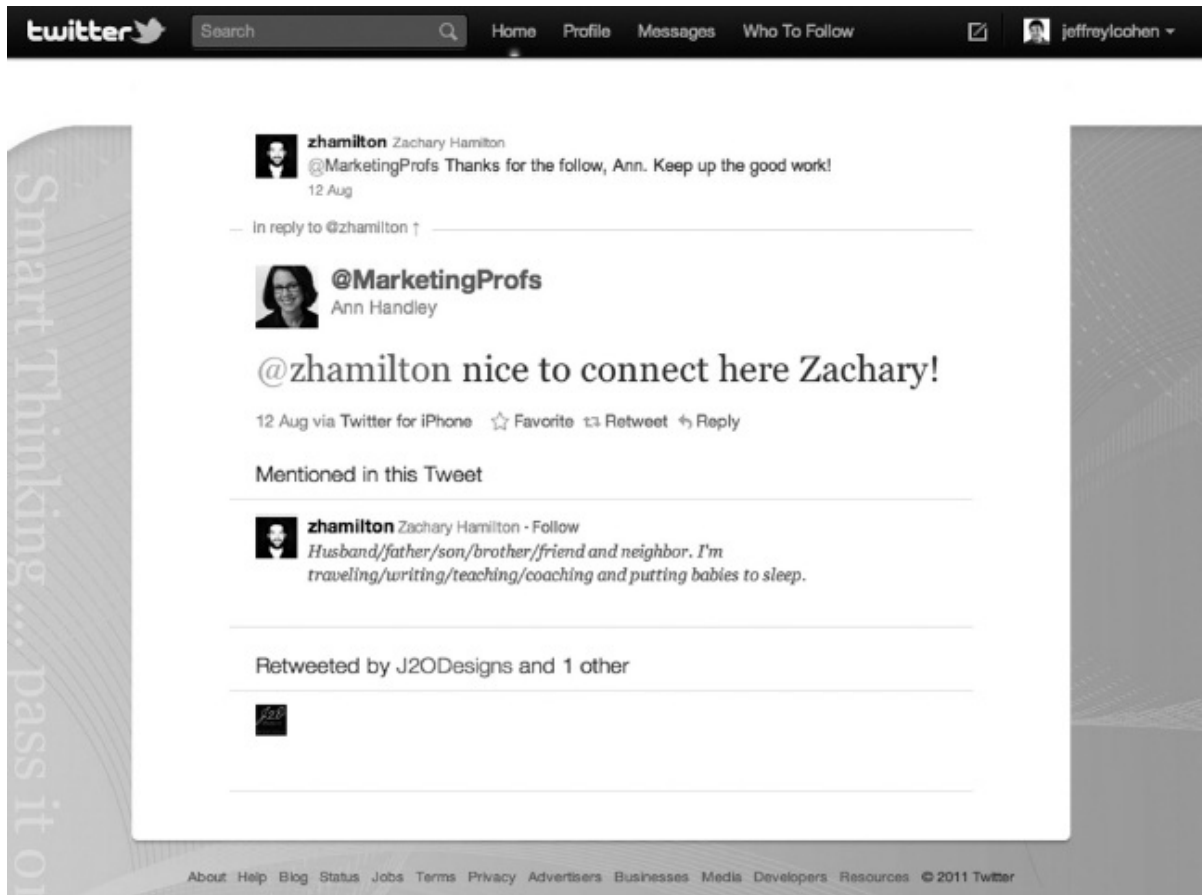 twitter Search Home Profile Messages Who To Follow jeffreylcohen
zhamilton Zachary Hamilton
@MarketingProfs Thanks for the follow, Ann. Keep up the good work!
12 Aug
in reply to @zhamilton ↑
@MarketingProfs
Ann Handley
@zhamilton nice to connect here Zachary!
12 Aug via Twitter for iPhone Favorite Retweet Reply
Mentioned in this Tweet
zhamilton Zachary Hamilton · Follow
Husband/father/son/brother/friend and neighbor. I'm
traveling/writing/teaching/coaching and putting babies to sleep.
Retweeted by J2ODesigns and 1 other
J2O
Smart Thinking ... pass it o
About Help Blog Status Jobs Terms Privacy Advertisers Businesses Media Developers Resources © 2011 Twitter